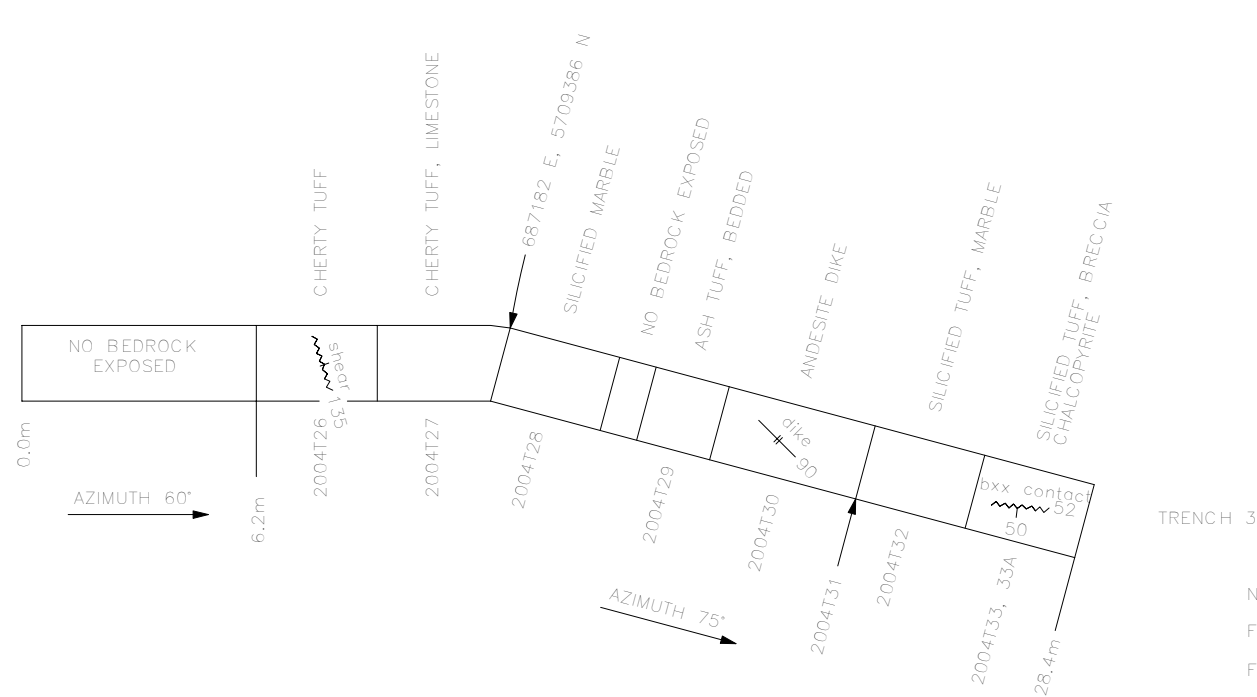 CHERTY TUFF
CHERTY TUFF, LIMESTONE
687182 E, 5709386 N
SILICIFIED MARBLE
NO BEDROCK EXPOSED
ASH TUFF, BEDDED
ANDESITE DIKE
SILICIFIED TUFF, MARBLE
SILICIFIED TUFF, BRECCIA
CHALCOPYRITE
NO BEDROCK
EXPOSED
shear
135
dike
90
bxx contact
52
50
0.0m
6.2m
2004T26
2004T27
2004T28
2004T29
2004T30
2004T31
2004T32
2004T33, 33A
28.4m
AZIMUTH 60°
AZIMUTH 75°
TRENCH 3
N
F
F